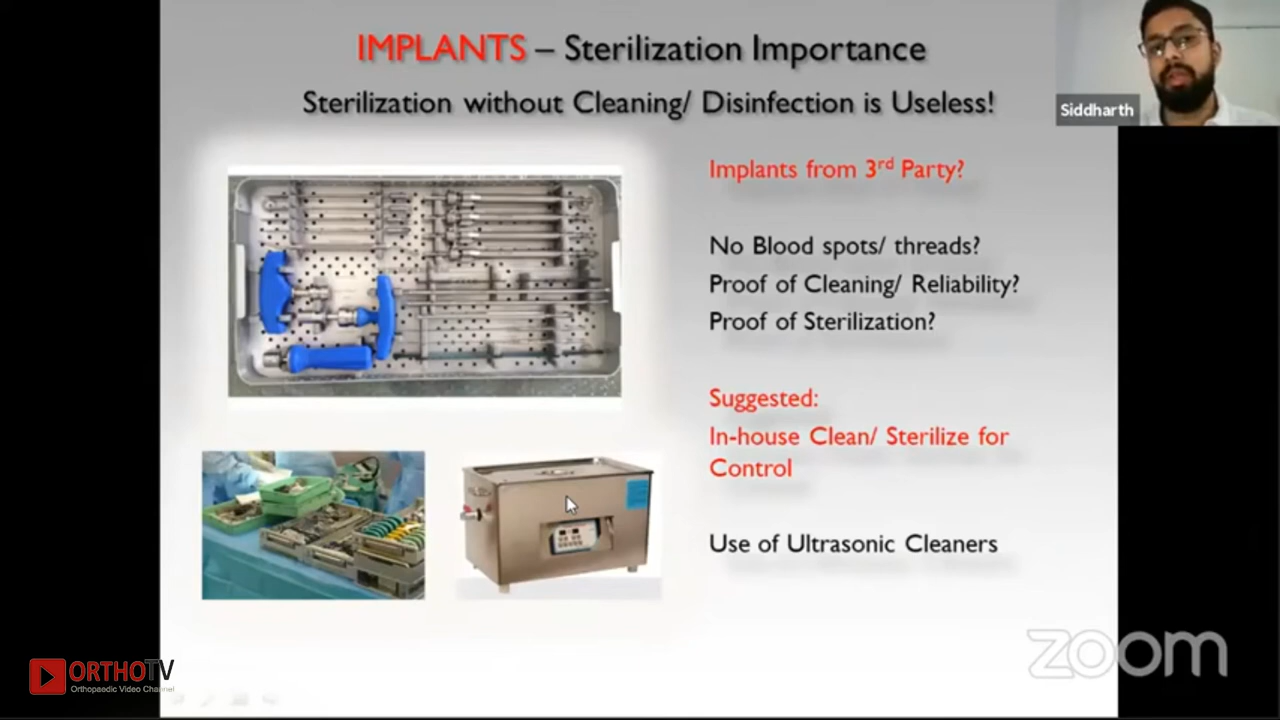 IMPLANTS – Sterilization Importance
Sterilization without Cleaning/ Disinfection is Useless!
Siddharth
Implants from 3rd Party?
No Blood spots/ threads?
Proof of Cleaning/ Reliability?
Proof of Sterilization?
Suggested:
In-house Clean/ Sterilize for
Control
Use of Ultrasonic Cleaners
ORTHOTV
Orthopaedic Video Channel
zoom